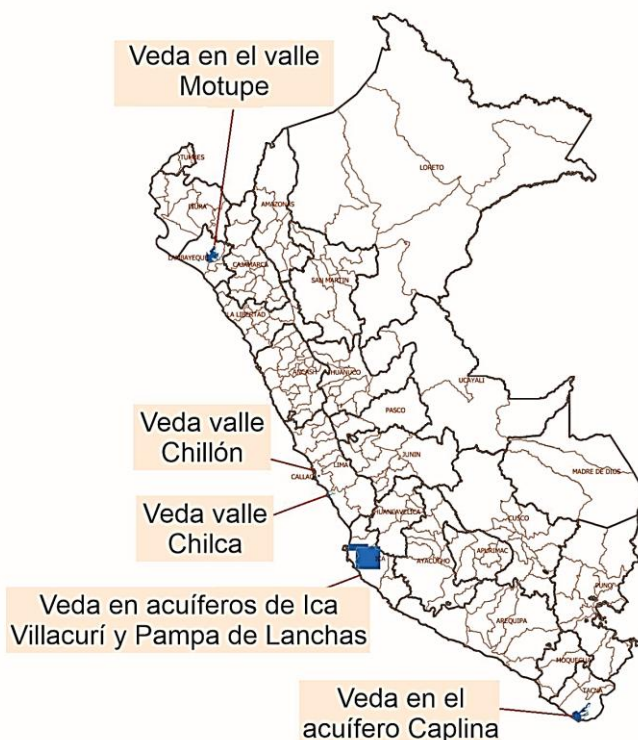 Veda en el valle
Motupe
TUMBES
PIURA
LORETO
AMAZONAS
LAMBAYEQUE
CAJAMARCA
SAN MARTIN
LA LIBERTAD
ANCASH
HUANUCO
UCAYALI
PASCO
Veda valle
Chillón
LIMA
CALLAO
JUNIN
MADRE DE DIOS
Veda valle
Chilca
HUANCAVELICA
CUSCO
ICA
AYACUCHO
APURIMAC
PUNO
Veda en acuíferos de Ica
Villacurí y Pampa de Lanchas
AREQUIPA
MOQUEGUA
TACNA
Veda en el
acuífero Caplina